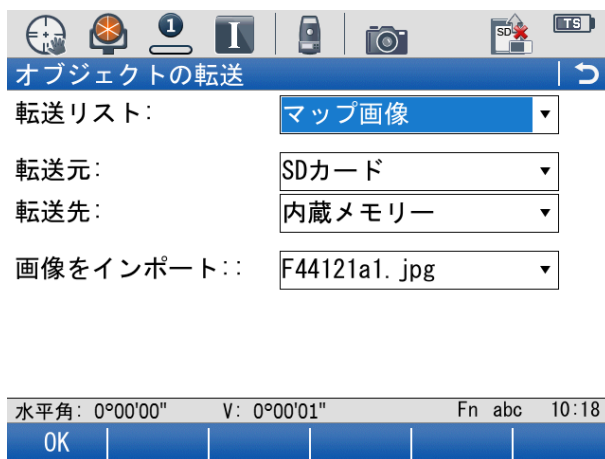 1 I SD TS
オブジェクトの転送
転送リスト: マップ画像
転送元: SDカード
転送先: 内蔵メモリー
画像をインポート:: F44121a1.jpg
水平角: 0°00'00" V: 0°00'01" Fn abc 10:18
OK